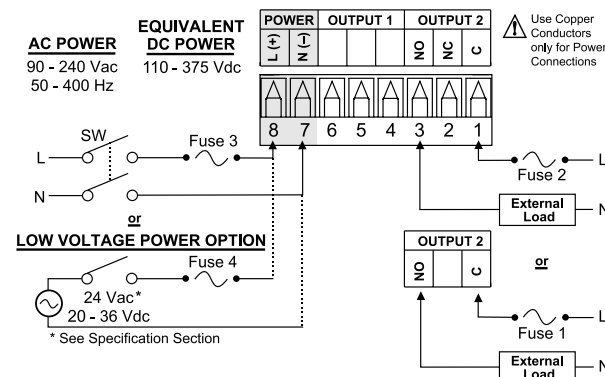 AC POWER
90 - 240 Vac
50 - 400 Hz
EQUIVALENT
DC POWER
110 - 375 Vdc
POWER OUTPUT 1 OUTPUT 2
L (+) N (-) NO NC C
8 7 6 5 4 3 2 1
Use Copper
Conductors
only for Power
Connections
SW
Fuse 3
L
N
or
LOW VOLTAGE POWER OPTION
Fuse 4
24 Vac*
20 - 36 Vdc
* See Specification Section
L
Fuse 2
External
Load
N
or
OUTPUT 2
NO C
L
Fuse 1
External
Load
N